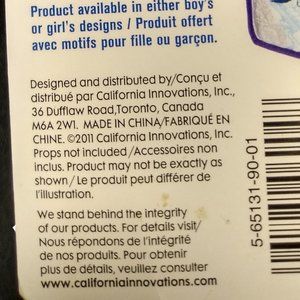 Product available in either boy's
or girl's designs / Produit offert
avec motifs pour fille ou garçon.
Designed and distributed by/Conçu et
distribué par California Innovations, Inc.,
36 Dufflaw Road,Toronto, Canada
M6A 2W1. MADE IN CHINA/FABRIQUÉ EN
CHINE. ©2011 California Innovations, Inc.
Props not included/Accessoires non
inclus. Product may not be exactly as
shown/Le produit peut différer de
l'illustration.
We stand behind the integrity
of our products. For details visit/
Nous répondons de l'intégrité
de nos produits. Pour obtenir
plus de détails, veuillez consulter
www.californiainnovations.com
5-65131-90-01